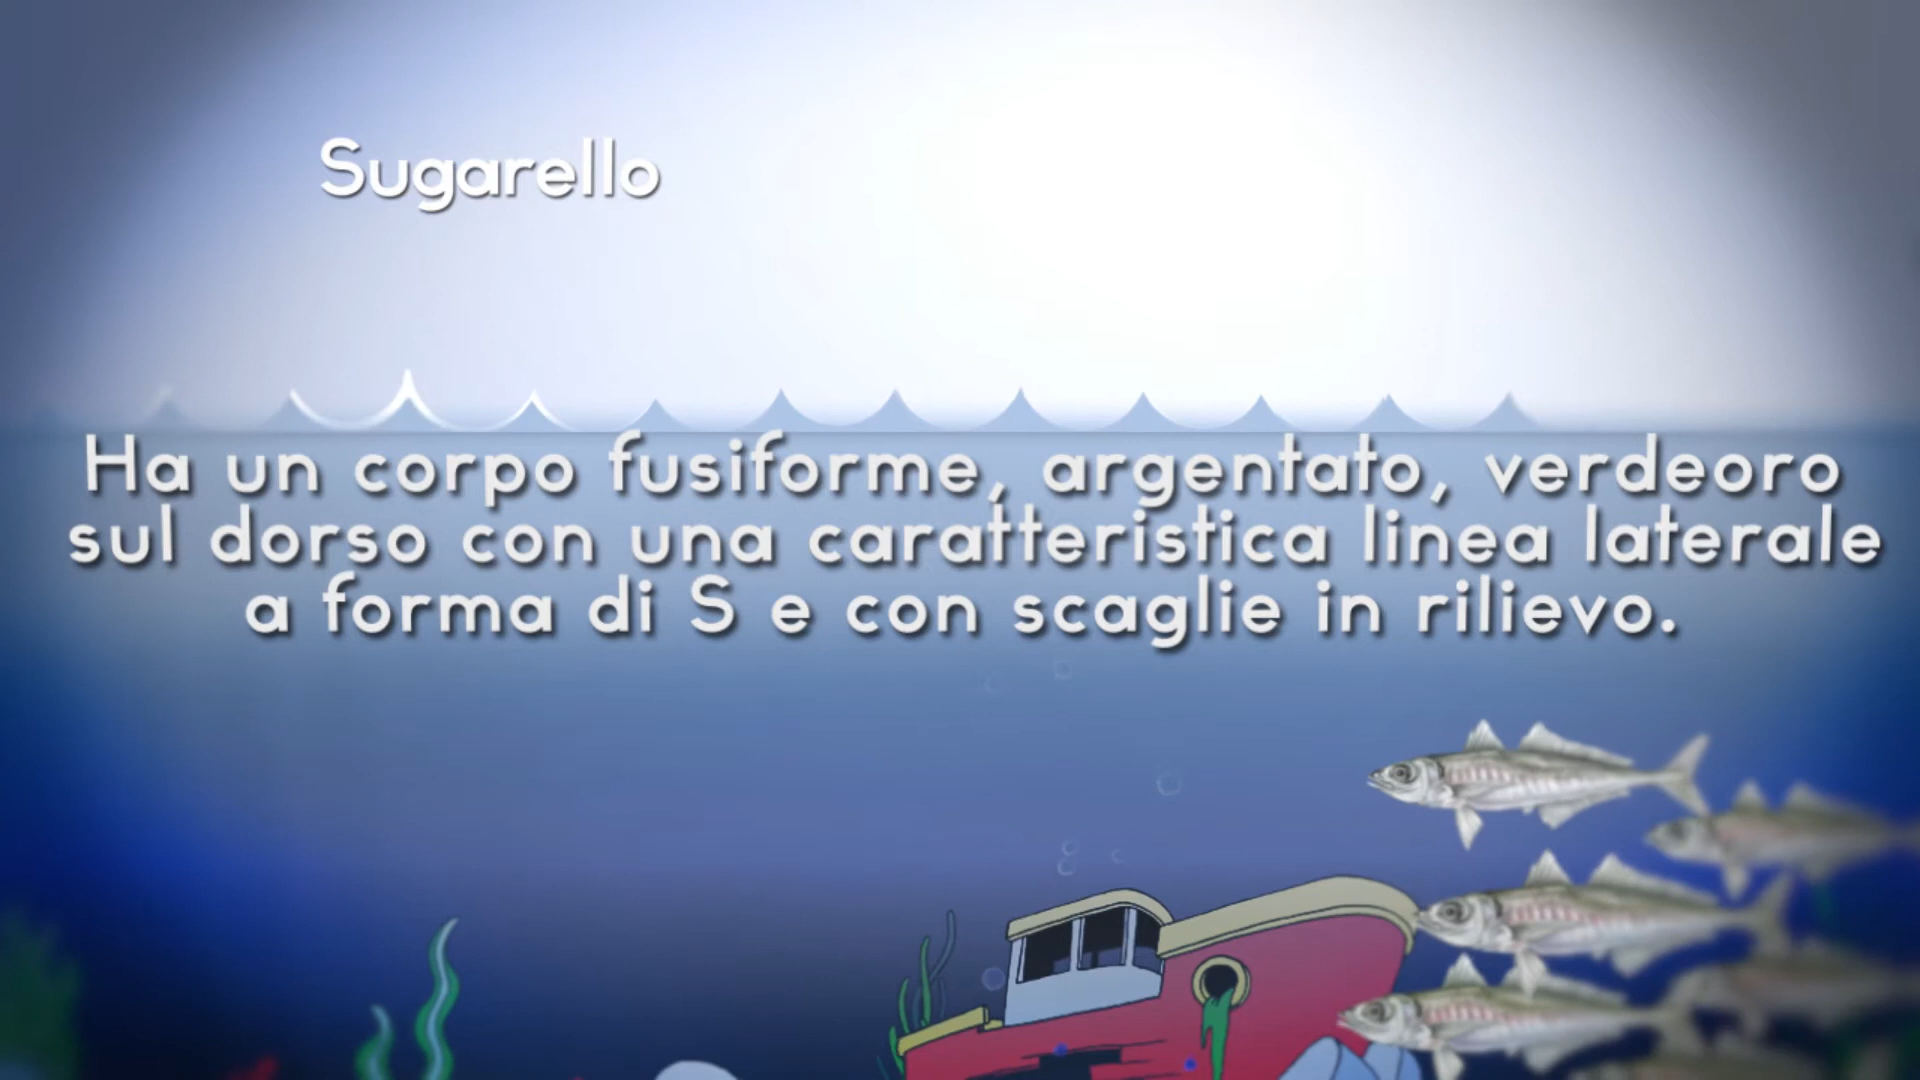 Sugarello
Ha un corpo fusiforme, argentato, verdeoro
sul dorso con una caratteristica linea laterale
a forma di S e con scaglie in rilievo.